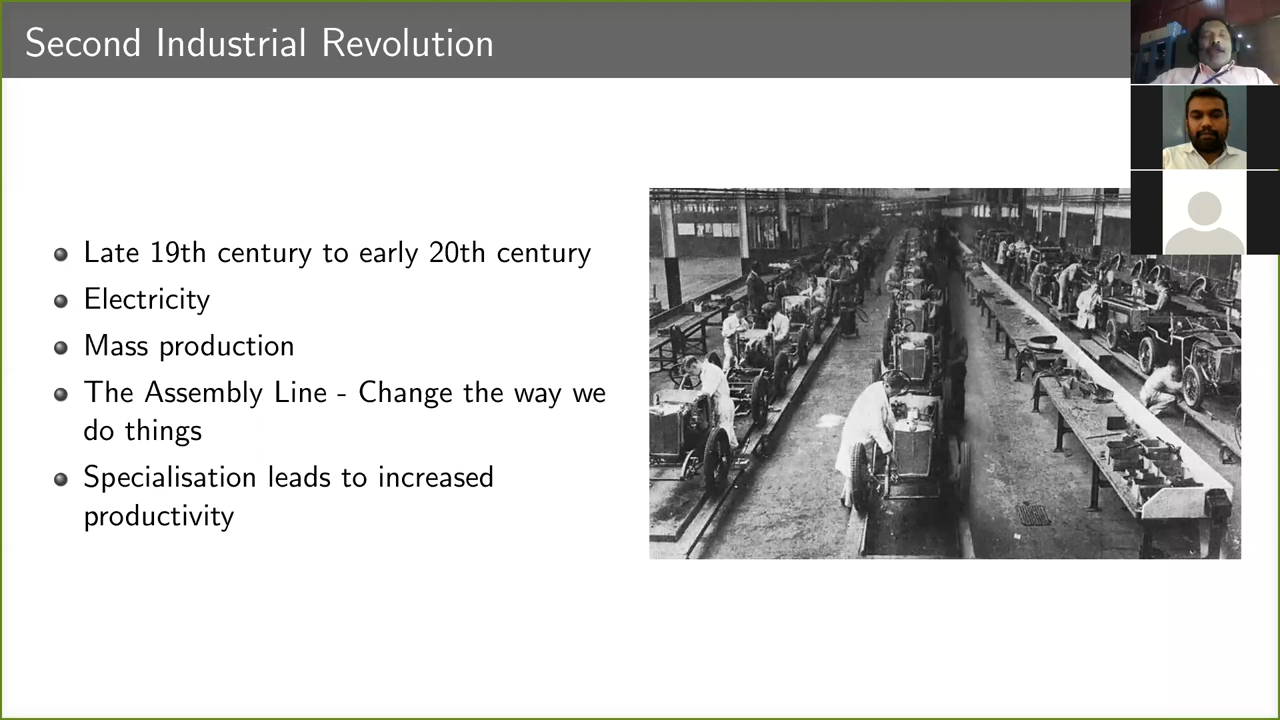 Second Industrial Revolution
Late 19th century to early 20th century
Electricity
Mass production
The Assembly Line - Change the way we
do things
Specialisation leads to increased
productivity